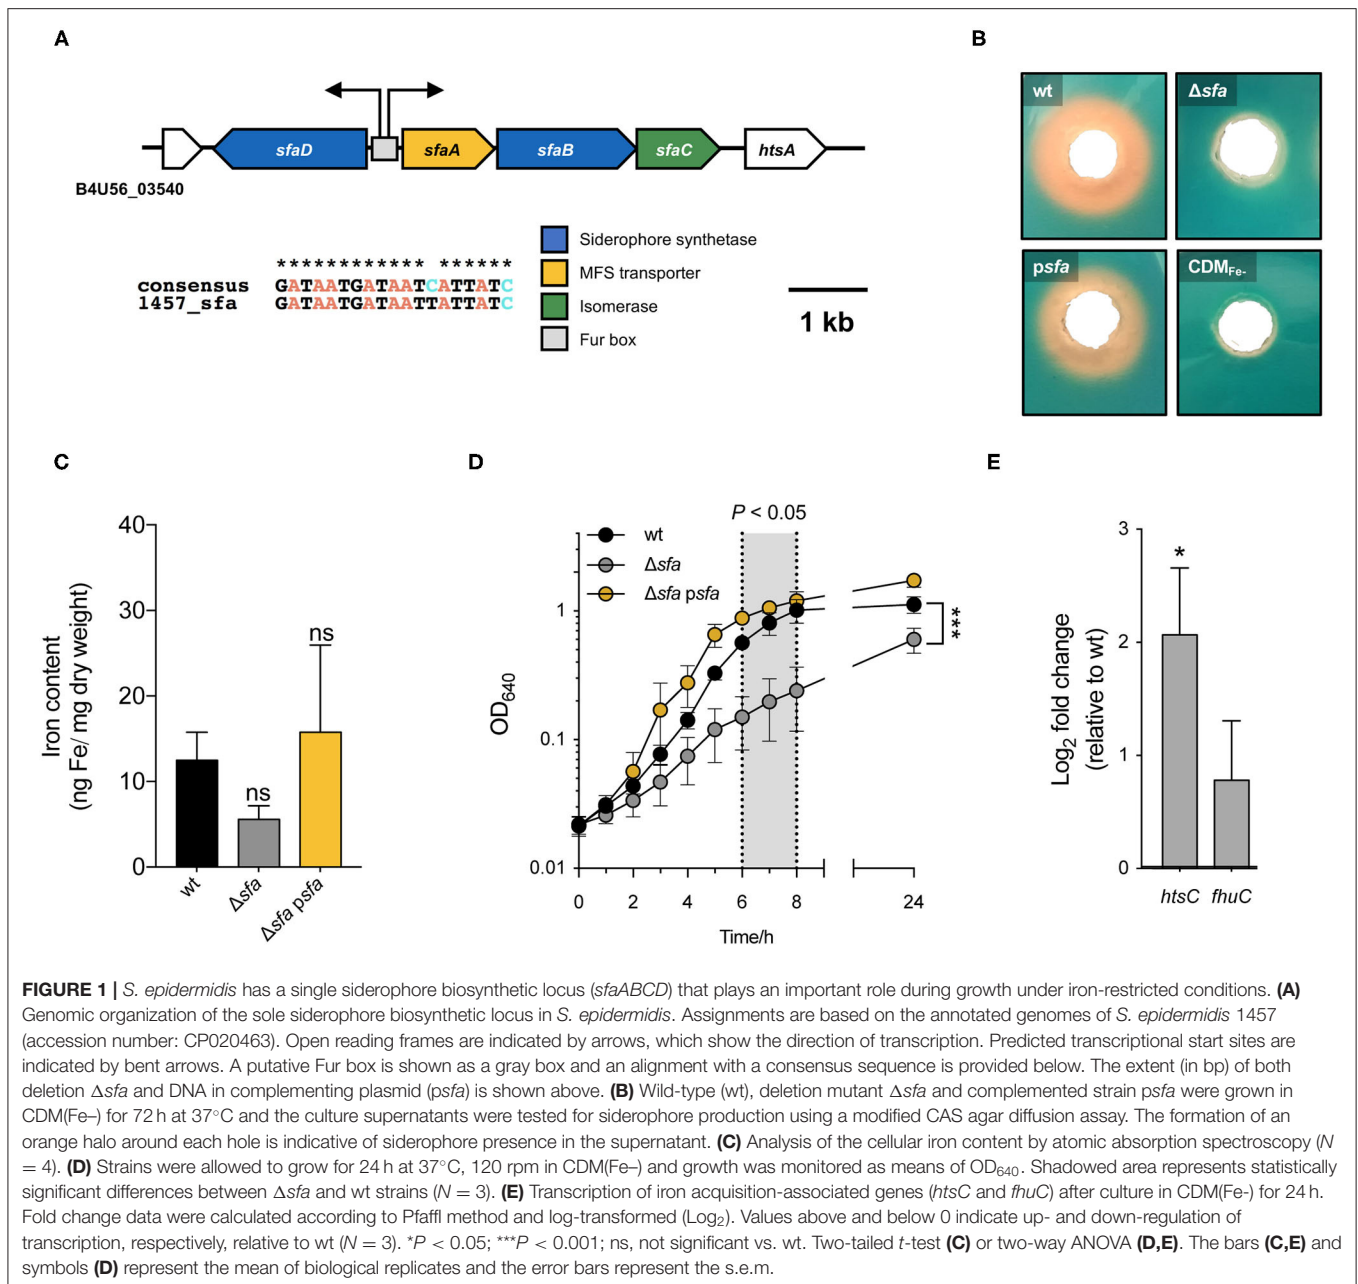 A
sfaD
sfaA
sfaB
sfaC
htsA
B4U56_03540
Siderophore synthetase
MFS transporter
Isomerase
Fur box
************ ******
consensus GATAATGATAATCATTATC
1457_sfa GATAATGATAATTATTATC
1 kb
B
wt
Δsfa
psfa
CDMFe-
C
Iron content
(ng Fe/ mg dry weight)
40
30
20
10
0
ns
ns
wt
Δsfa
Δsfa psfa
D
P < 0.05
wt
Δsfa
Δsfa psfa
OD640
1
0.1
0.01
***
0 2 4 6 8 24
Time/h
E
Log2 fold change
(relative to wt)
3
2
1
0
*
htsC fhuC
FIGURE 1 | S. epidermidis has a single siderophore biosynthetic locus (sfaABCD) that plays an important role during growth under iron-restricted conditions. (A)
Genomic organization of the sole siderophore biosynthetic locus in S. epidermidis. Assignments are based on the annotated genomes of S. epidermidis 1457
(accession number: CP020463). Open reading frames are indicated by arrows, which show the direction of transcription. Predicted transcriptional start sites are
indicated by bent arrows. A putative Fur box is shown as a gray box and an alignment with a consensus sequence is provided below. The extent (in bp) of both
deletion Δsfa and DNA in complementing plasmid (psfa) is shown above. (B) Wild-type (wt), deletion mutant Δsfa and complemented strain psfa were grown in
CDM(Fe–) for 72 h at 37°C and the culture supernatants were tested for siderophore production using a modified CAS agar diffusion assay. The formation of an
orange halo around each hole is indicative of siderophore presence in the supernatant. (C) Analysis of the cellular iron content by atomic absorption spectroscopy (N
= 4). (D) Strains were allowed to grow for 24 h at 37°C, 120 rpm in CDM(Fe–) and growth was monitored as means of OD640. Shadowed area represents statistically
significant differences between Δsfa and wt strains (N = 3). (E) Transcription of iron acquisition-associated genes (htsC and fhuC) after culture in CDM(Fe-) for 24 h.
Fold change data were calculated according to Pfaffl method and log-transformed (Log2). Values above and below 0 indicate up- and down-regulation of
transcription, respectively, relative to wt (N = 3). *P < 0.05; ***P < 0.001; ns, not significant vs. wt. Two-tailed t-test (C) or two-way ANOVA (D,E). The bars (C,E) and
symbols (D) represent the mean of biological replicates and the error bars represent the s.e.m.